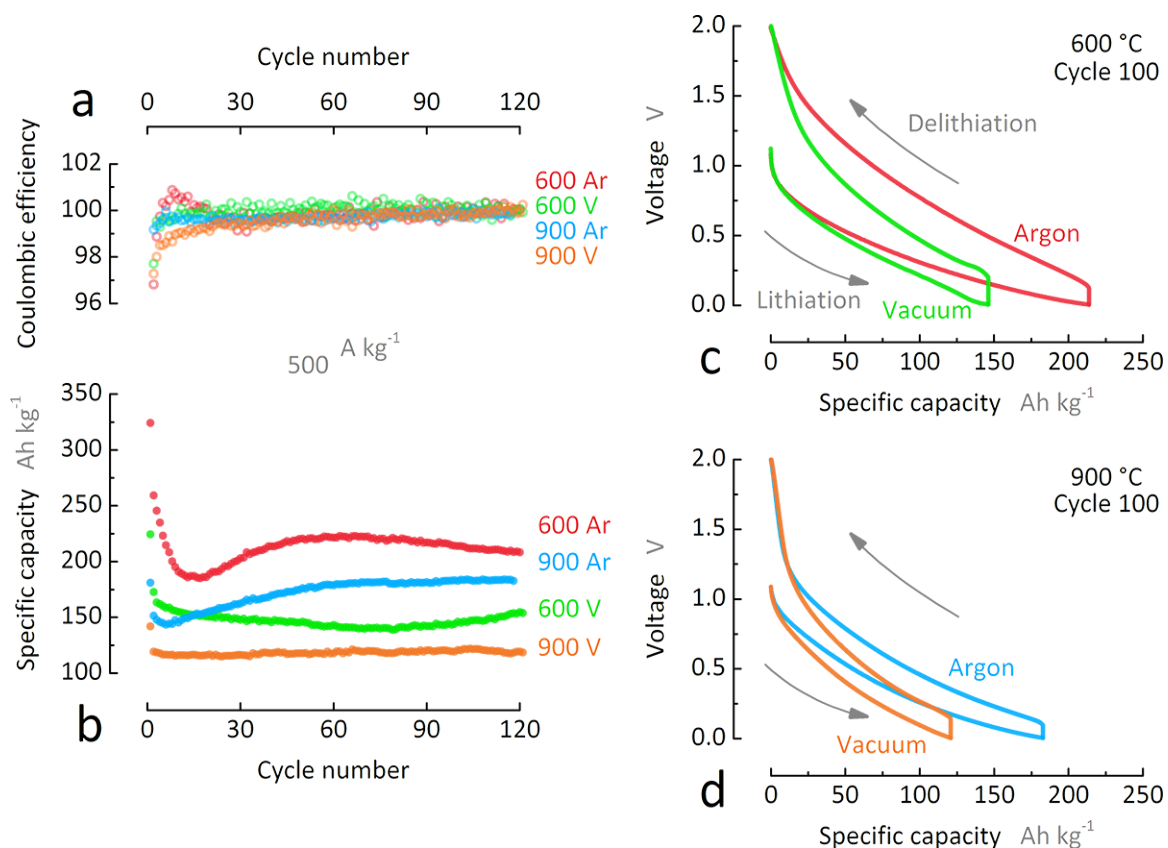 Cycle number
a
0 30 60 90 120
Coulombic efficiency
102
100
98
96
600 Ar
600 V
900 Ar
900 V
500 A kg⁻¹
Specific capacity Ah kg⁻¹
350
300
250
200
150
100
600 Ar
900 Ar
600 V
900 V
b
0 30 60 90 120
Cycle number
Voltage V
2.0
1.5
1.0
0.5
0.0
600 °C
Cycle 100
Delithiation
Argon
Lithiation
Vacuum
c
0 50 100 150 200 250
Specific capacity Ah kg⁻¹
Voltage V
2.0
1.5
1.0
0.5
0.0
900 °C
Cycle 100
Argon
Vacuum
d
0 50 100 150 200 250
Specific capacity Ah kg⁻¹